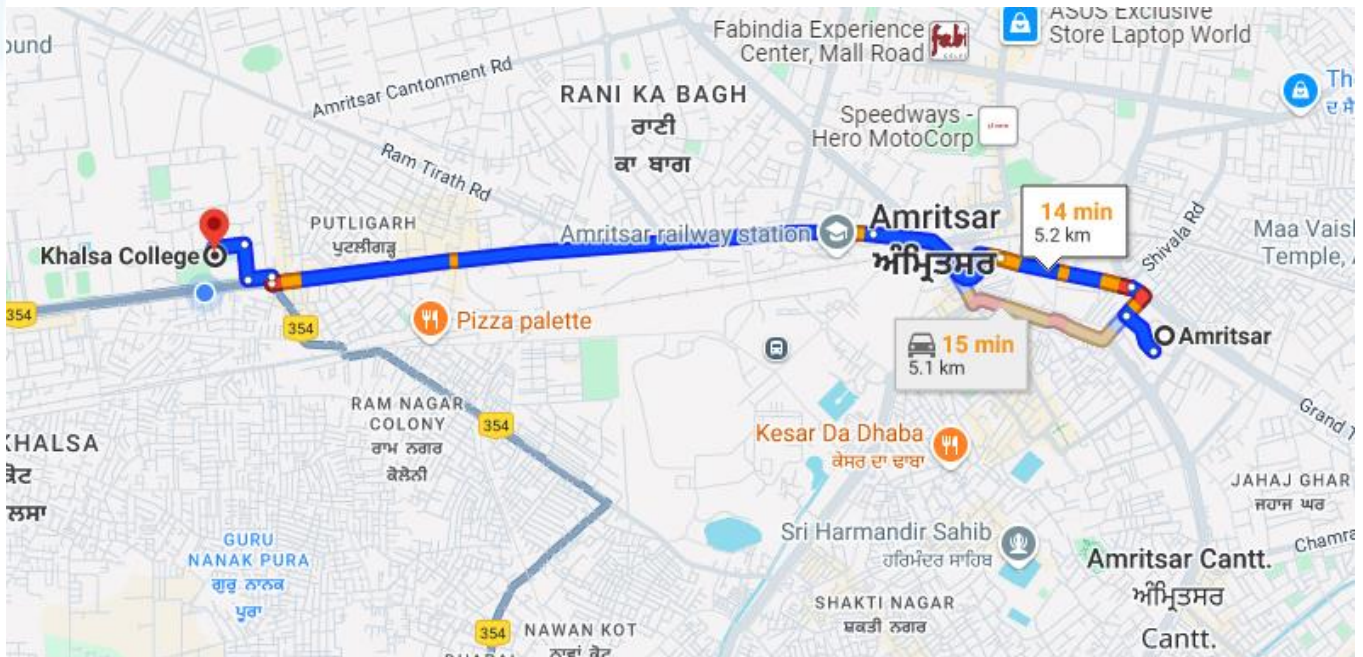 ound
Fabindia Experience
Center, Mall Road
fabi
ASUS Exclusive
Store Laptop World
Amritsar Cantonment Rd
RANI KA BAGH
ਰਾਣੀ
ਕਾ ਬਾਗ
Speedways -
Hero MotoCorp
Th
Ram Tirath Rd
14 min
5.2 km
PUTLIGARH
ਪੁਟਲੀਗੜ੍ਹ
Amritsar railway station
Amritsar
ਅੰਮ੍ਰਿਤਸਰ
Shivala Rd
Maa Vaish
Temple, A
Khalsa College
354
354
Pizza palette
15 min
5.1 km
Amritsar
RAM NAGAR
COLONY
ਰਾਮ ਨਗਰ
ਕੋਲੋਨੀ
354
Grand T
KHALSA
ਕੋਟ
ਲਸਾ
Kesar Da Dhaba
ਕੇਸਰ ਦਾ ਢਾਬਾ
JAHAJ GHAR
ਜਹਾਜ ਘਰ
GURU
NANAK PURA
ਗੁਰੂ ਨਾਨਕ
ਪੂਰਾ
Sri Harmandir Sahib
ਹਰਿਮੰਦਰ ਸਾਹਿਬ
Chamra
Amritsar Cantt.
ਅੰਮ੍ਰਿਤਸਰ
Cantt.
SHAKTI NAGAR
ਸ਼ਕਤੀ ਨਗਰ
354
NAWAN KOT
ਨਾਵਾਂ ਕੋਟ